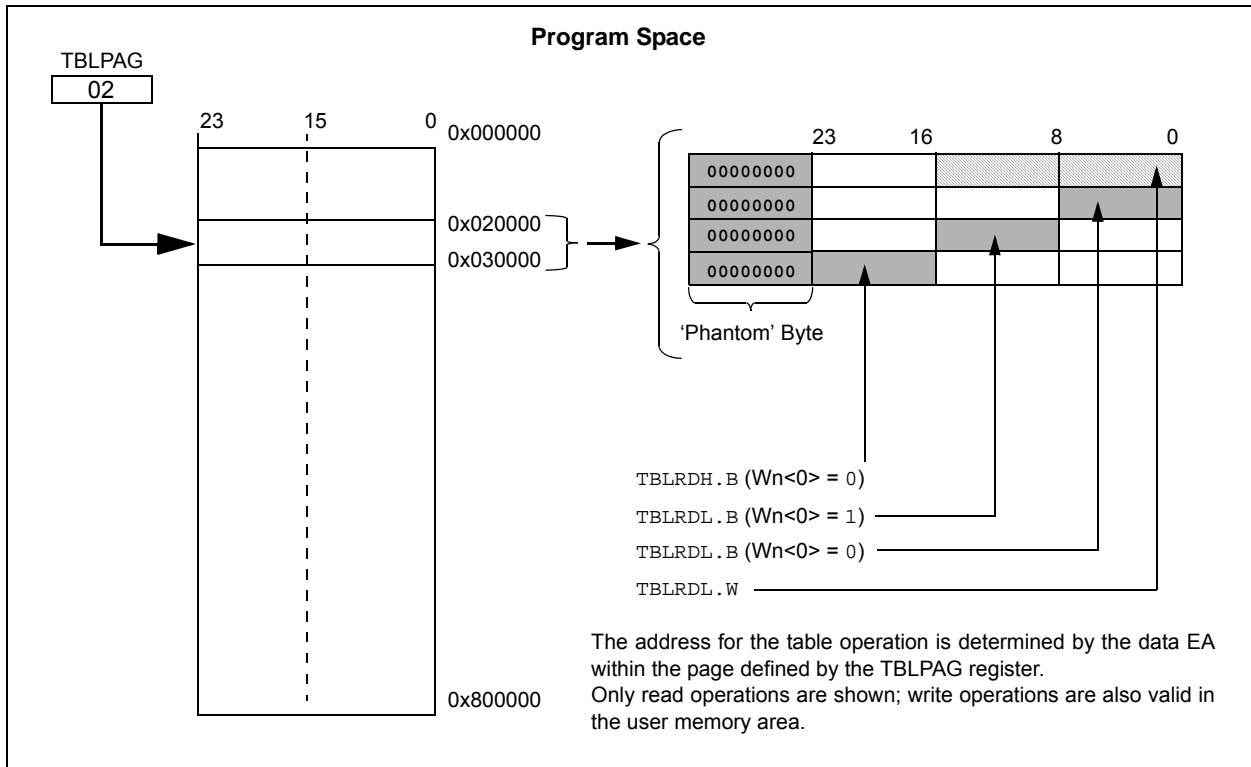 Program Space
TBLPAG
02
23 15 0
0x000000
0x020000
0x030000
0x800000
23 16 8 0
00000000
00000000
00000000
00000000
‘Phantom’ Byte
TBLRDH.B (Wn<0> = 0)
TBLRDL.B (Wn<0> = 1)
TBLRDL.B (Wn<0> = 0)
TBLRDL.W
The address for the table operation is determined by the data EA
within the page defined by the TBLPAG register.
Only read operations are shown; write operations are also valid in
the user memory area.